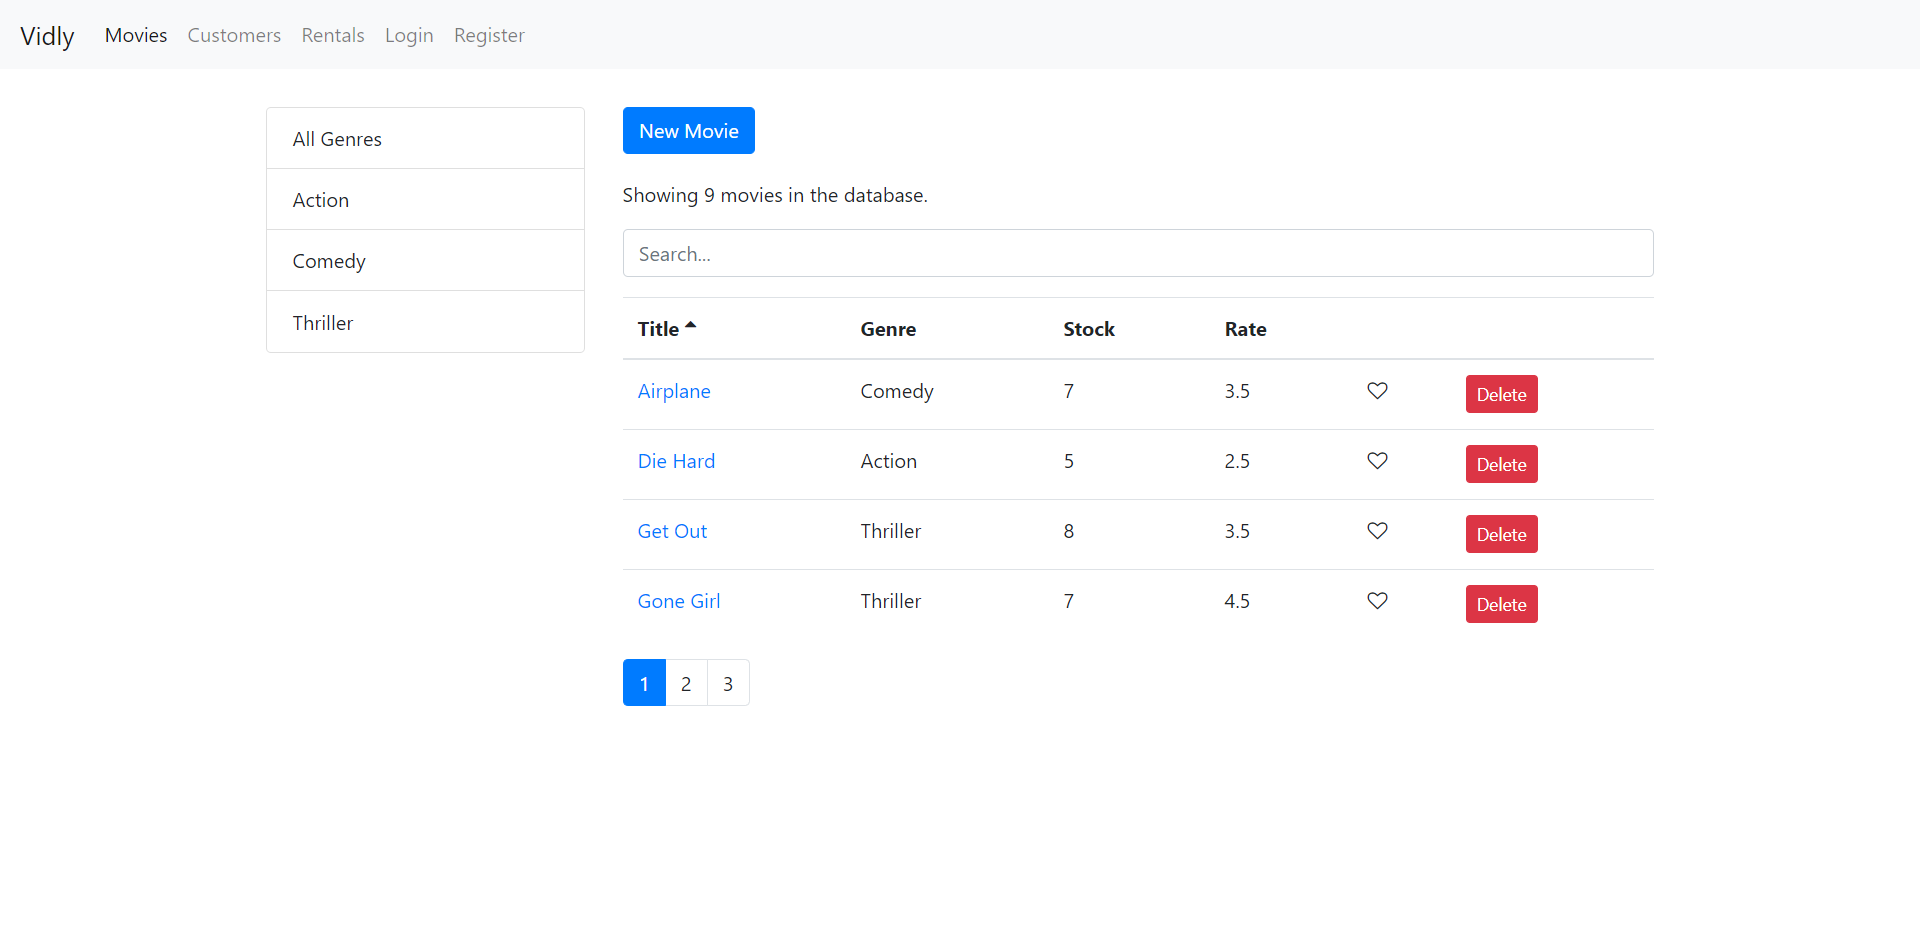 Vidly Movies Customers Rentals Login Register
All Genres
Action
Comedy
Thriller
New Movie
Showing 9 movies in the database.
Search...
Title Genre Stock Rate
Airplane Comedy 7 3.5 Delete
Die Hard Action 5 2.5 Delete
Get Out Thriller 8 3.5 Delete
Gone Girl Thriller 7 4.5 Delete
1 2 3